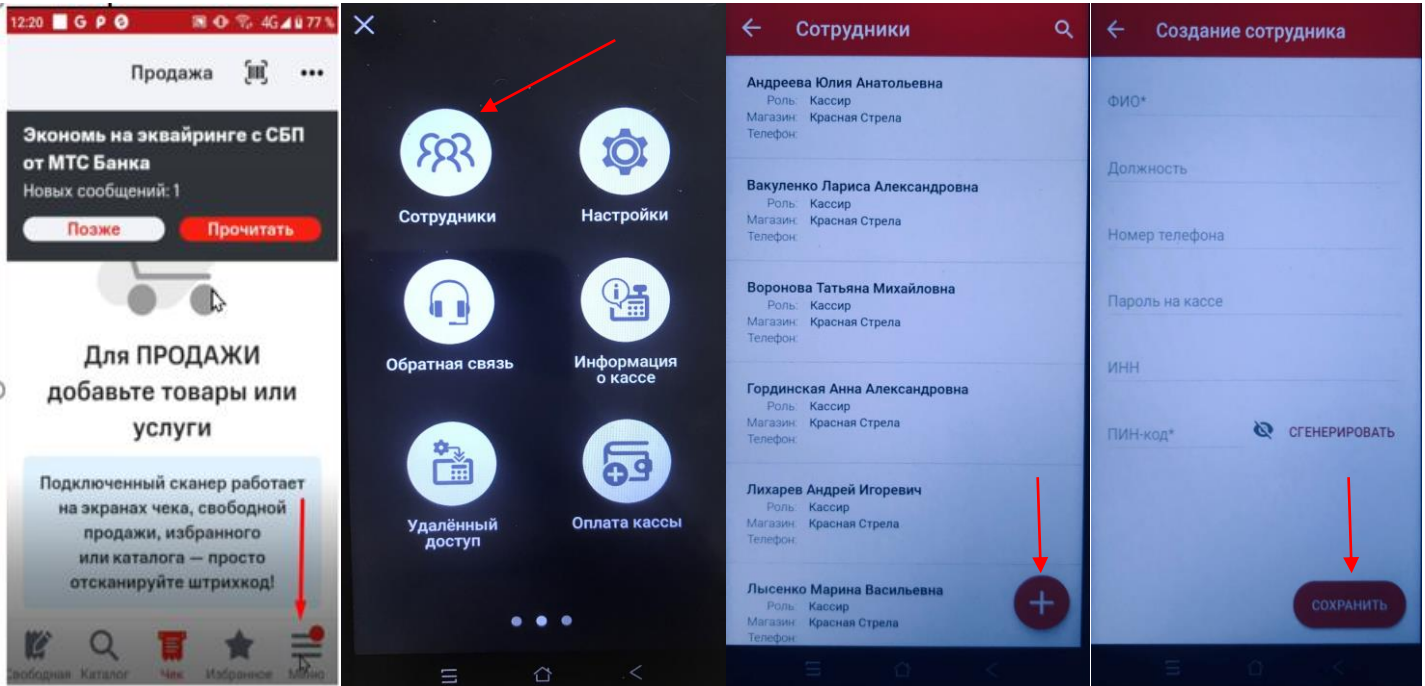 12:20 G P 4G 77 %
Продажа
Экономь на эквайринге с СБП
от МТС Банка
Новых сообщений: 1
Позже Прочитать
Для ПРОДАЖИ
добавьте товары или
услуги
Подключенный сканер работает
на экранах чека, свободной
продажи, избранного
или каталога — просто
отсканируйте штрихкод!
Свободная Каталог Чек Избранное Меню
Сотрудники Настройки
Обратная связь Информация
о кассе
Удалённый
доступ
Оплата кассы
Сотрудники
Андреева Юлия Анатольевна
Роль: Кассир
Магазин: Красная Стрела
Телефон:
Вакуленко Лариса Александровна
Роль: Кассир
Магазин: Красная Стрела
Телефон:
Воронова Татьяна Михайловна
Роль: Кассир
Магазин: Красная Стрела
Телефон:
Гординская Анна Александровна
Роль: Кассир
Магазин: Красная Стрела
Телефон:
Лихарев Андрей Игоревич
Роль: Кассир
Магазин: Красная Стрела
Телефон:
Лысенко Марина Васильевна
Роль: Кассир
Магазин: Красная Стрела
Телефон:
Создание сотрудника
ФИО*
Должность
Номер телефона
Пароль на кассе
ИНН
ПИН-код* СГЕНЕРИРОВАТЬ
СОХРАНИТЬ